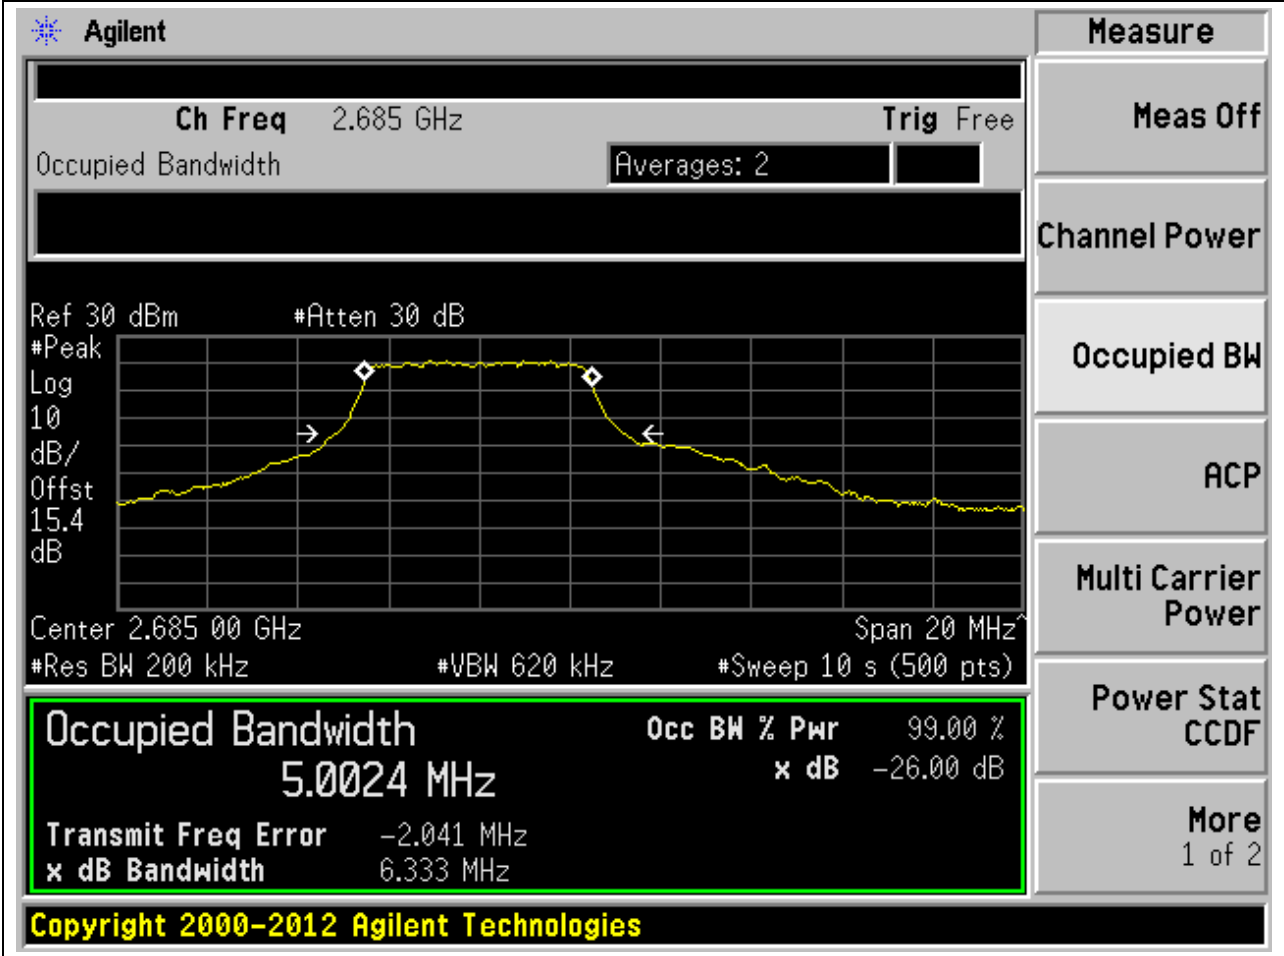 Agilent
Measure
Ch Freq 2.685 GHz Trig Free
Meas Off
Occupied Bandwidth Averages: 2
Channel Power
Ref 30 dBm #Atten 30 dB
#Peak
Log
10
dB/
Offst
15.4
dB
Occupied BW
ACP
Center 2.685 00 GHz Span 20 MHz^
#Res BW 200 kHz #VBW 620 kHz #Sweep 10 s (500 pts)
Multi Carrier
Power
Occupied Bandwidth Occ BW % Pwr 99.00 %
5.0024 MHz x dB -26.00 dB
Transmit Freq Error -2.041 MHz
x dB Bandwidth 6.333 MHz
Power Stat
CCDF
More
1 of 2
Copyright 2000-2012 Agilent Technologies